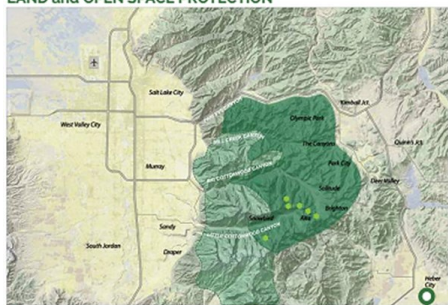 LAND and OPEN SPACE PROTECTION
Salt Lake City
Kimball Jct.
Olympic Park
West Valley City
MILL CREEK CANYON
The Canyons
Quinn's Jct.
Murray
BIG COTTONWOOD CANYON
Park City
Deer Valley
Solitude
Brighton
Sandy
Snowbird
Alta
LITTLE COTTONWOOD CANYON
South Jordan
Draper
Heber
City